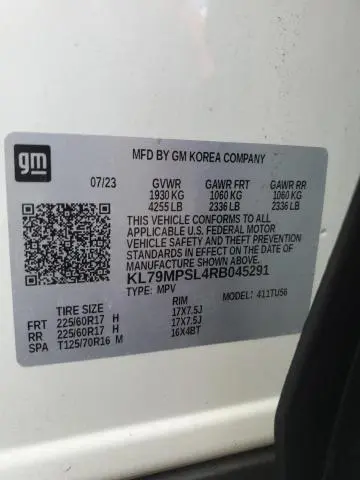 gm
MFD BY GM KOREA COMPANY
07/23 GVWR GAWR FRT GAWR RR
1930 KG 1060 KG 1060 KG
4255 LB 2336 LB 2336 LB
THIS VEHICLE CONFORMS TO ALL
APPLICABLE U.S. FEDERAL MOTOR
VEHICLE SAFETY AND THEFT PREVENTION
STANDARDS IN EFFECT ON THE DATE OF
MANUFACTURE SHOWN ABOVE.
KL79MPSL4RB045291
TYPE: MPV MODEL: 411TU56
TIRE SIZE RIM
FRT 225/60R17 H 17X7.5J
RR 225/60R17 H 17X7.5J
SPA T125/70R16 M 16X4BT